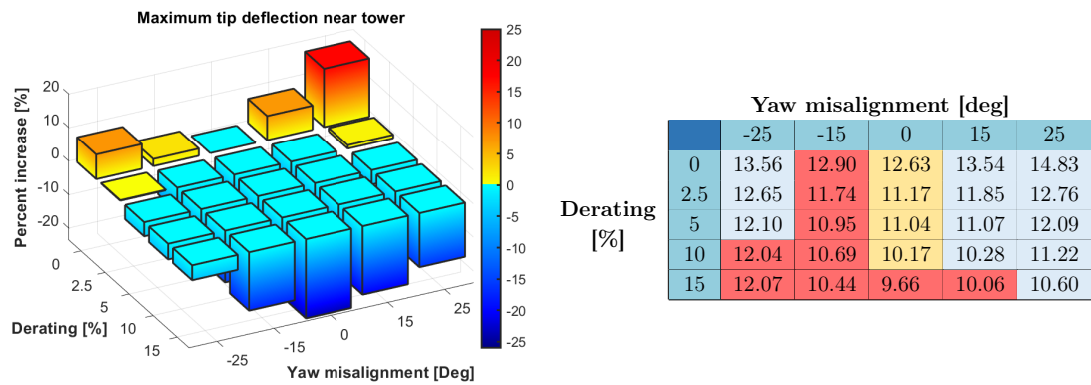 Maximum tip deflection near tower
Percent increase [%]
20
10
0
-10
-20
0
2.5
5
10
15
Derating [%]
-25
-15
0
15
25
Yaw misalignment [Deg]
25
20
15
10
5
0
-5
-10
-15
-20
-25
Yaw misalignment [deg]
-25 -15 0 15 25
0 13.56 12.90 12.63 13.54 14.83
2.5 12.65 11.74 11.17 11.85 12.76
Derating
[%]
5 12.10 10.95 11.04 11.07 12.09
10 12.04 10.69 10.17 10.28 11.22
15 12.07 10.44 9.66 10.06 10.60